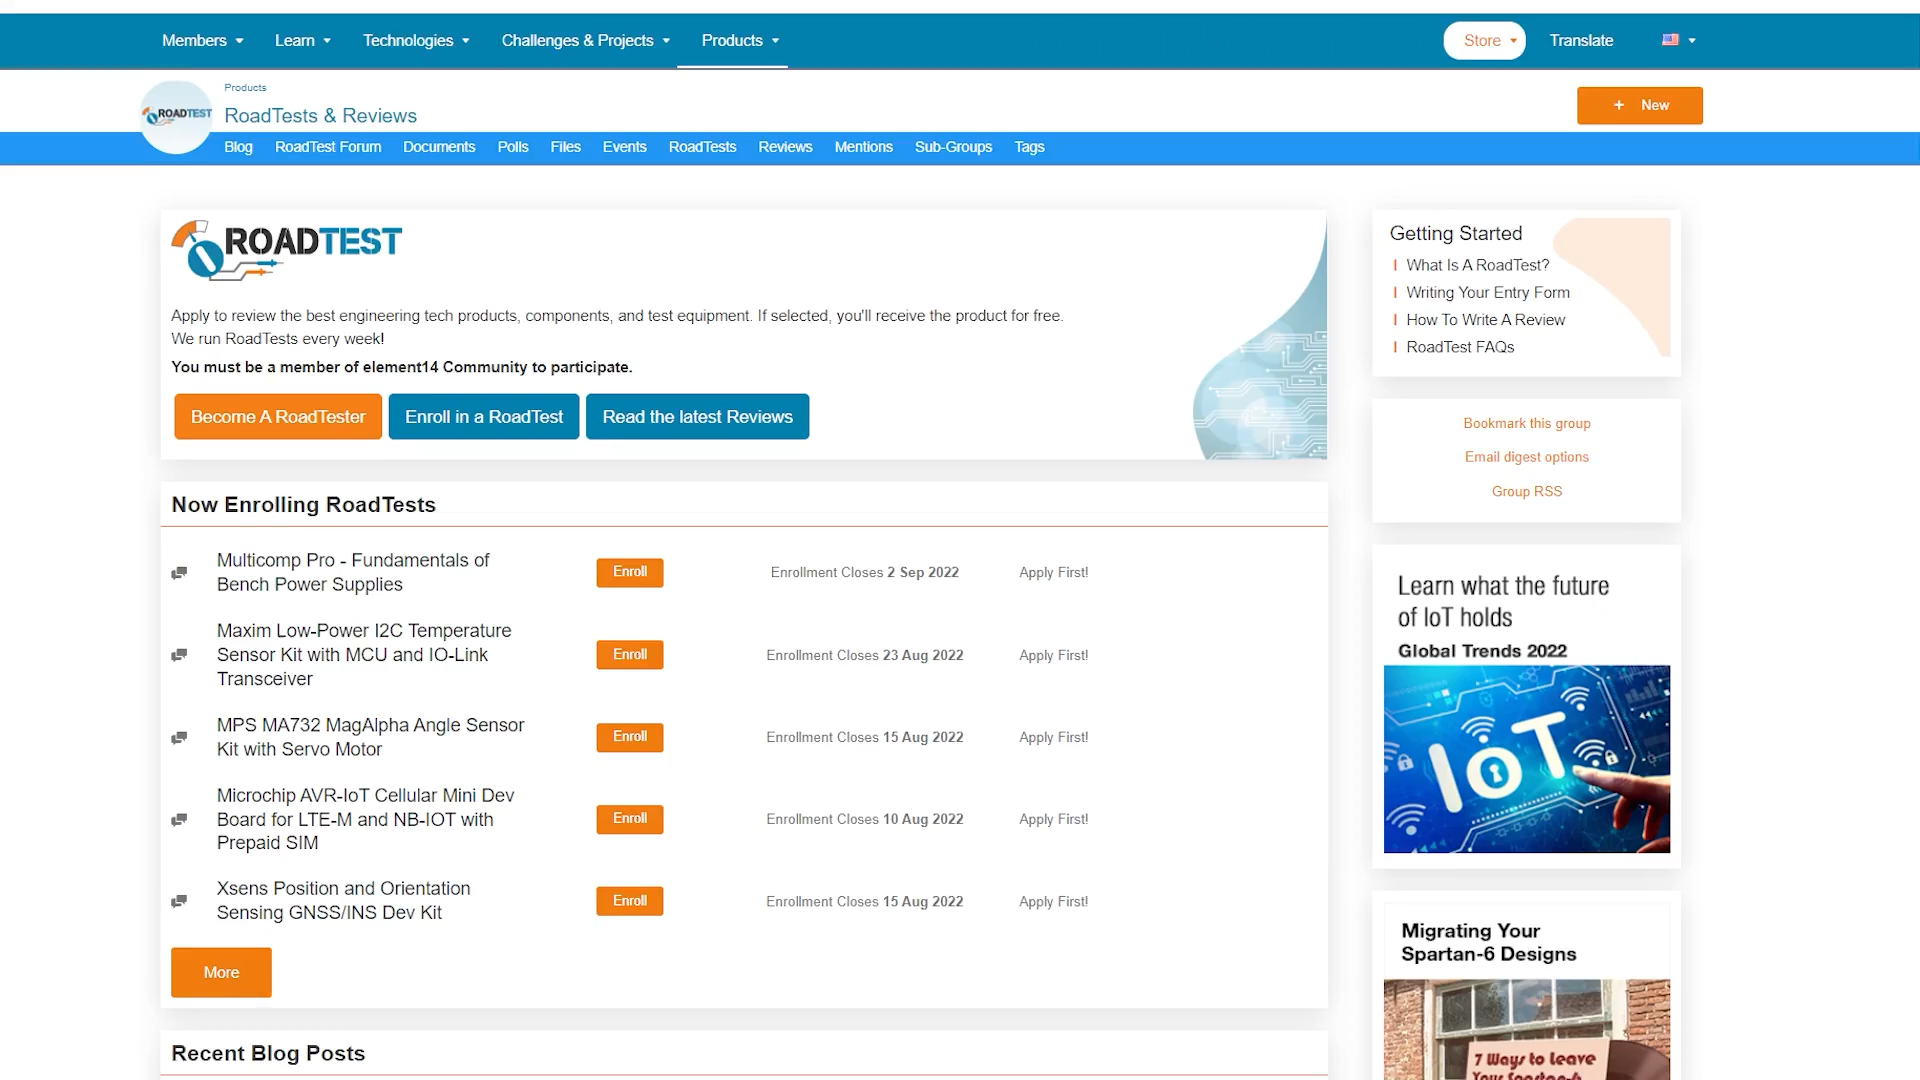 Members
Learn
Technologies
Challenges & Projects
Products
Store
Translate
ROADTEST
Products
RoadTests & Reviews
+ New
Blog
RoadTest Forum
Documents
Polls
Files
Events
RoadTests
Reviews
Mentions
Sub-Groups
Tags
ROADTEST
Apply to review the best engineering tech products, components, and test equipment. If selected, you'll receive the product for free.
We run RoadTests every week!
You must be a member of element14 Community to participate.
Become A RoadTester
Enroll in a RoadTest
Read the latest Reviews
Now Enrolling RoadTests
Multicomp Pro - Fundamentals of
Bench Power Supplies
Enroll
Enrollment Closes 2 Sep 2022
Apply First!
Maxim Low-Power I2C Temperature
Sensor Kit with MCU and IO-Link
Transceiver
Enroll
Enrollment Closes 23 Aug 2022
Apply First!
MPS MA732 MagAlpha Angle Sensor
Kit with Servo Motor
Enroll
Enrollment Closes 15 Aug 2022
Apply First!
Microchip AVR-IoT Cellular Mini Dev
Board for LTE-M and NB-IOT with
Prepaid SIM
Enroll
Enrollment Closes 10 Aug 2022
Apply First!
Xsens Position and Orientation
Sensing GNSS/INS Dev Kit
Enroll
Enrollment Closes 15 Aug 2022
Apply First!
More
Recent Blog Posts
Getting Started
What Is A RoadTest?
Writing Your Entry Form
How To Write A Review
RoadTest FAQs
Bookmark this group
Email digest options
Group RSS
Learn what the future
of IoT holds
Global Trends 2022
IoT
Migrating Your
Spartan-6 Designs
7 Ways to Leave
Your Spartan-6